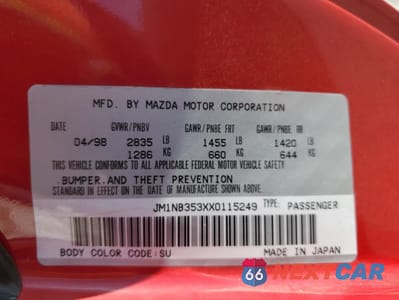 MFD. BY MAZDA MOTOR CORPORATION
DATE GVWR/PNBV GAWR/PNBE FRT GAWR/PNBE RR
04/98 2835 LB 1455 LB 1420 LB
1286 KG 660 KG 644 KG
THIS VEHICLE CONFORMS TO ALL APPLICABLE FEDERAL MOTOR VEHICLE SAFETY,
BUMPER AND THEFT PREVENTION
STANDARD IN EFFECT ON THE DATE OF MANUFACTURE SHOWN ABOVE.
JM1NB353XX0115249 TYPE: PASSENGER
BODY COLOR CODE:SU MADE IN JAPAN
66 NEXTCAR